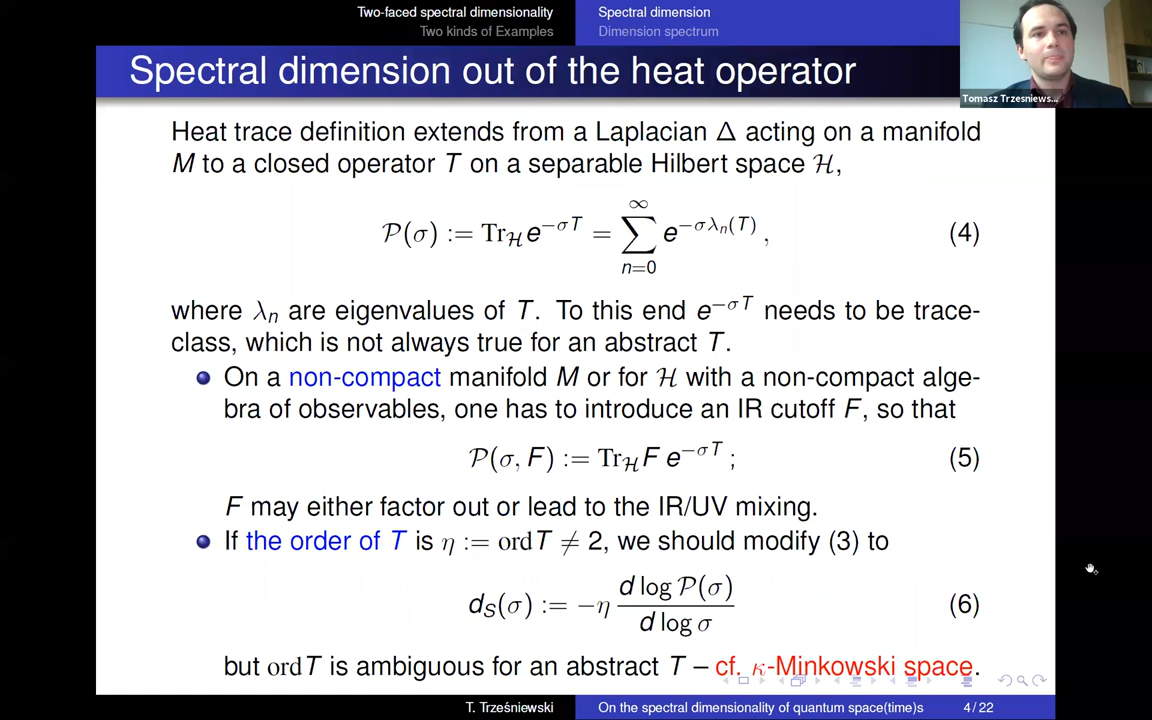 Two-faced spectral dimensionality
Two kinds of Examples
Spectral dimension
Dimension spectrum
Spectral dimension out of the heat operator
Tomasz Trzesniews...
Heat trace definition extends from a Laplacian Δ acting on a manifold
M to a closed operator T on a separable Hilbert space ℋ,
𝒫(σ) := Tr_ℋ e^{−σT} = ∑_{n=0}^{∞} e^{−σλ_n(T)} , (4)
where λ_n are eigenvalues of T. To this end e^{−σT} needs to be trace-
class, which is not always true for an abstract T.
On a non-compact manifold M or for ℋ with a non-compact alge-
bra of observables, one has to introduce an IR cutoff F, so that
𝒫(σ, F) := Tr_ℋ F e^{−σT} ; (5)
F may either factor out or lead to the IR/UV mixing.
If the order of T is η := ord T ≠ 2, we should modify (3) to
d_S(σ) := −η \frac{d log 𝒫(σ)}{d log σ} (6)
but ord T is ambiguous for an abstract T – cf. κ-Minkowski space.
T. Trześniewski
On the spectral dimensionality of quantum space(time)s
4/22